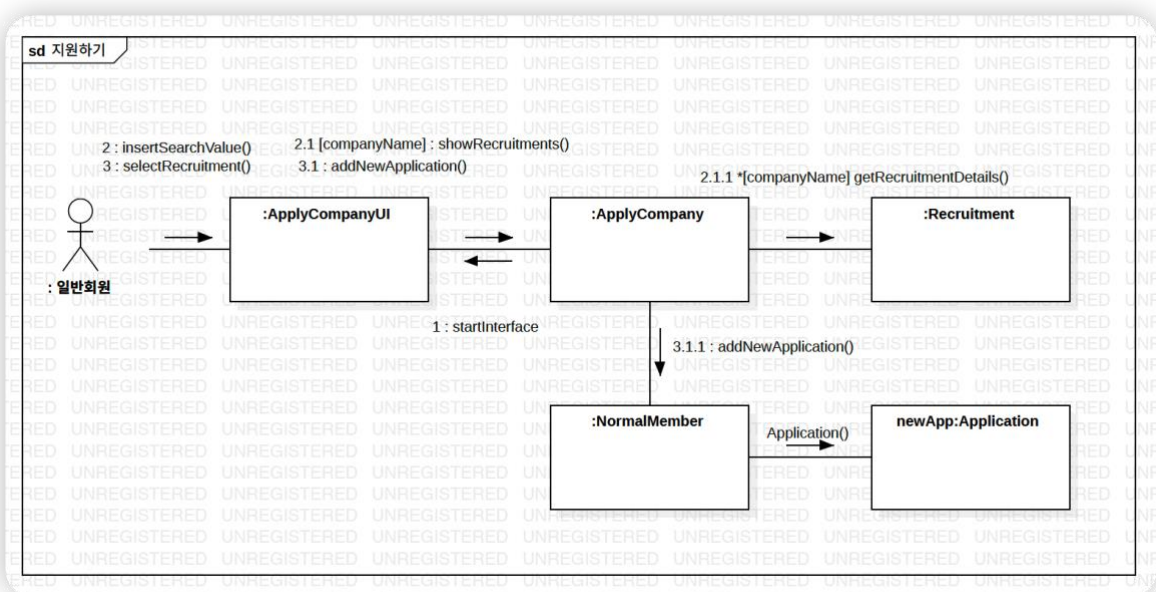 sd 지원하기
2 : insertSearchValue()
3 : selectRecruitment()
2.1 [companyName] : showRecruitments()
3.1 : addNewApplication()
2.1.1 *[companyName] getRecruitmentDetails()
:ApplyCompanyUI
:ApplyCompany
:Recruitment
: 일반회원
1 : startInterface
3.1.1 : addNewApplication()
:NormalMember
Application()
newApp:Application
UNREGISTERED